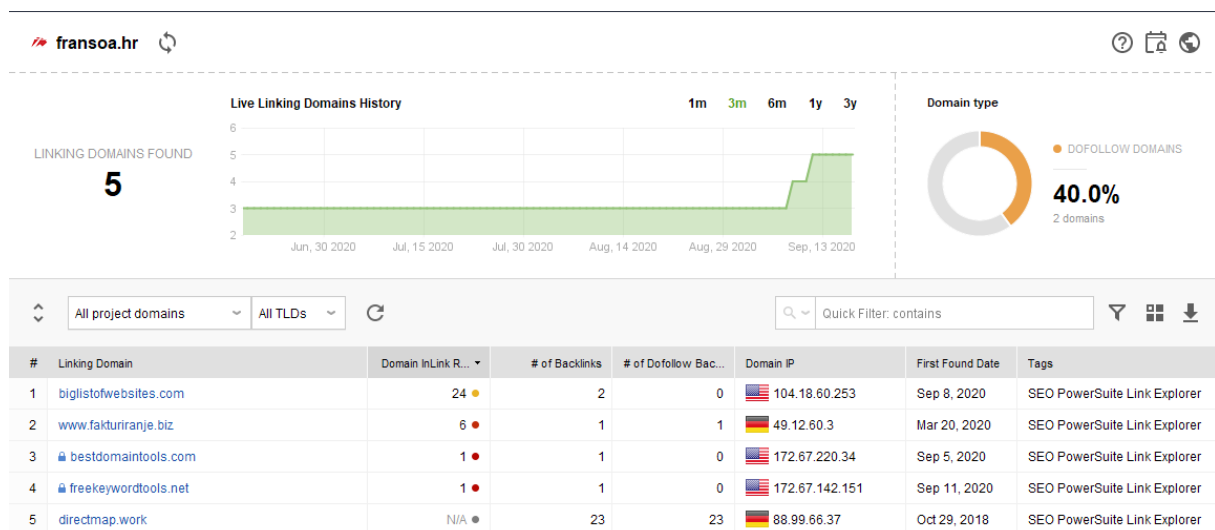 fransoa.hr
Live Linking Domains History 1m 3m 6m 1y 3y
Domain type
LINKING DOMAINS FOUND
5
6
5
4
3
2
Jun, 30 2020 Jul, 15 2020 Jul, 30 2020 Aug, 14 2020 Aug, 29 2020 Sep, 13 2020
DOFOLLOW DOMAINS
40.0%
2 domains
All project domains All TLDs Quick Filter: contains
# Linking Domain Domain InLink R... # of Backlinks # of Dofollow Bac... Domain IP First Found Date Tags
1 biglistofwebsites.com 24 2 0 104.18.60.253 Sep 8, 2020 SEO PowerSuite Link Explorer
2 www.fakturiranje.biz 6 1 1 49.12.60.3 Mar 20, 2020 SEO PowerSuite Link Explorer
3 bestdomaintools.com 1 1 0 172.67.220.34 Sep 5, 2020 SEO PowerSuite Link Explorer
4 freekeywordtools.net 1 1 0 172.67.142.151 Sep 11, 2020 SEO PowerSuite Link Explorer
5 directmap.work N/A 23 23 88.99.66.37 Oct 29, 2018 SEO PowerSuite Link Explorer